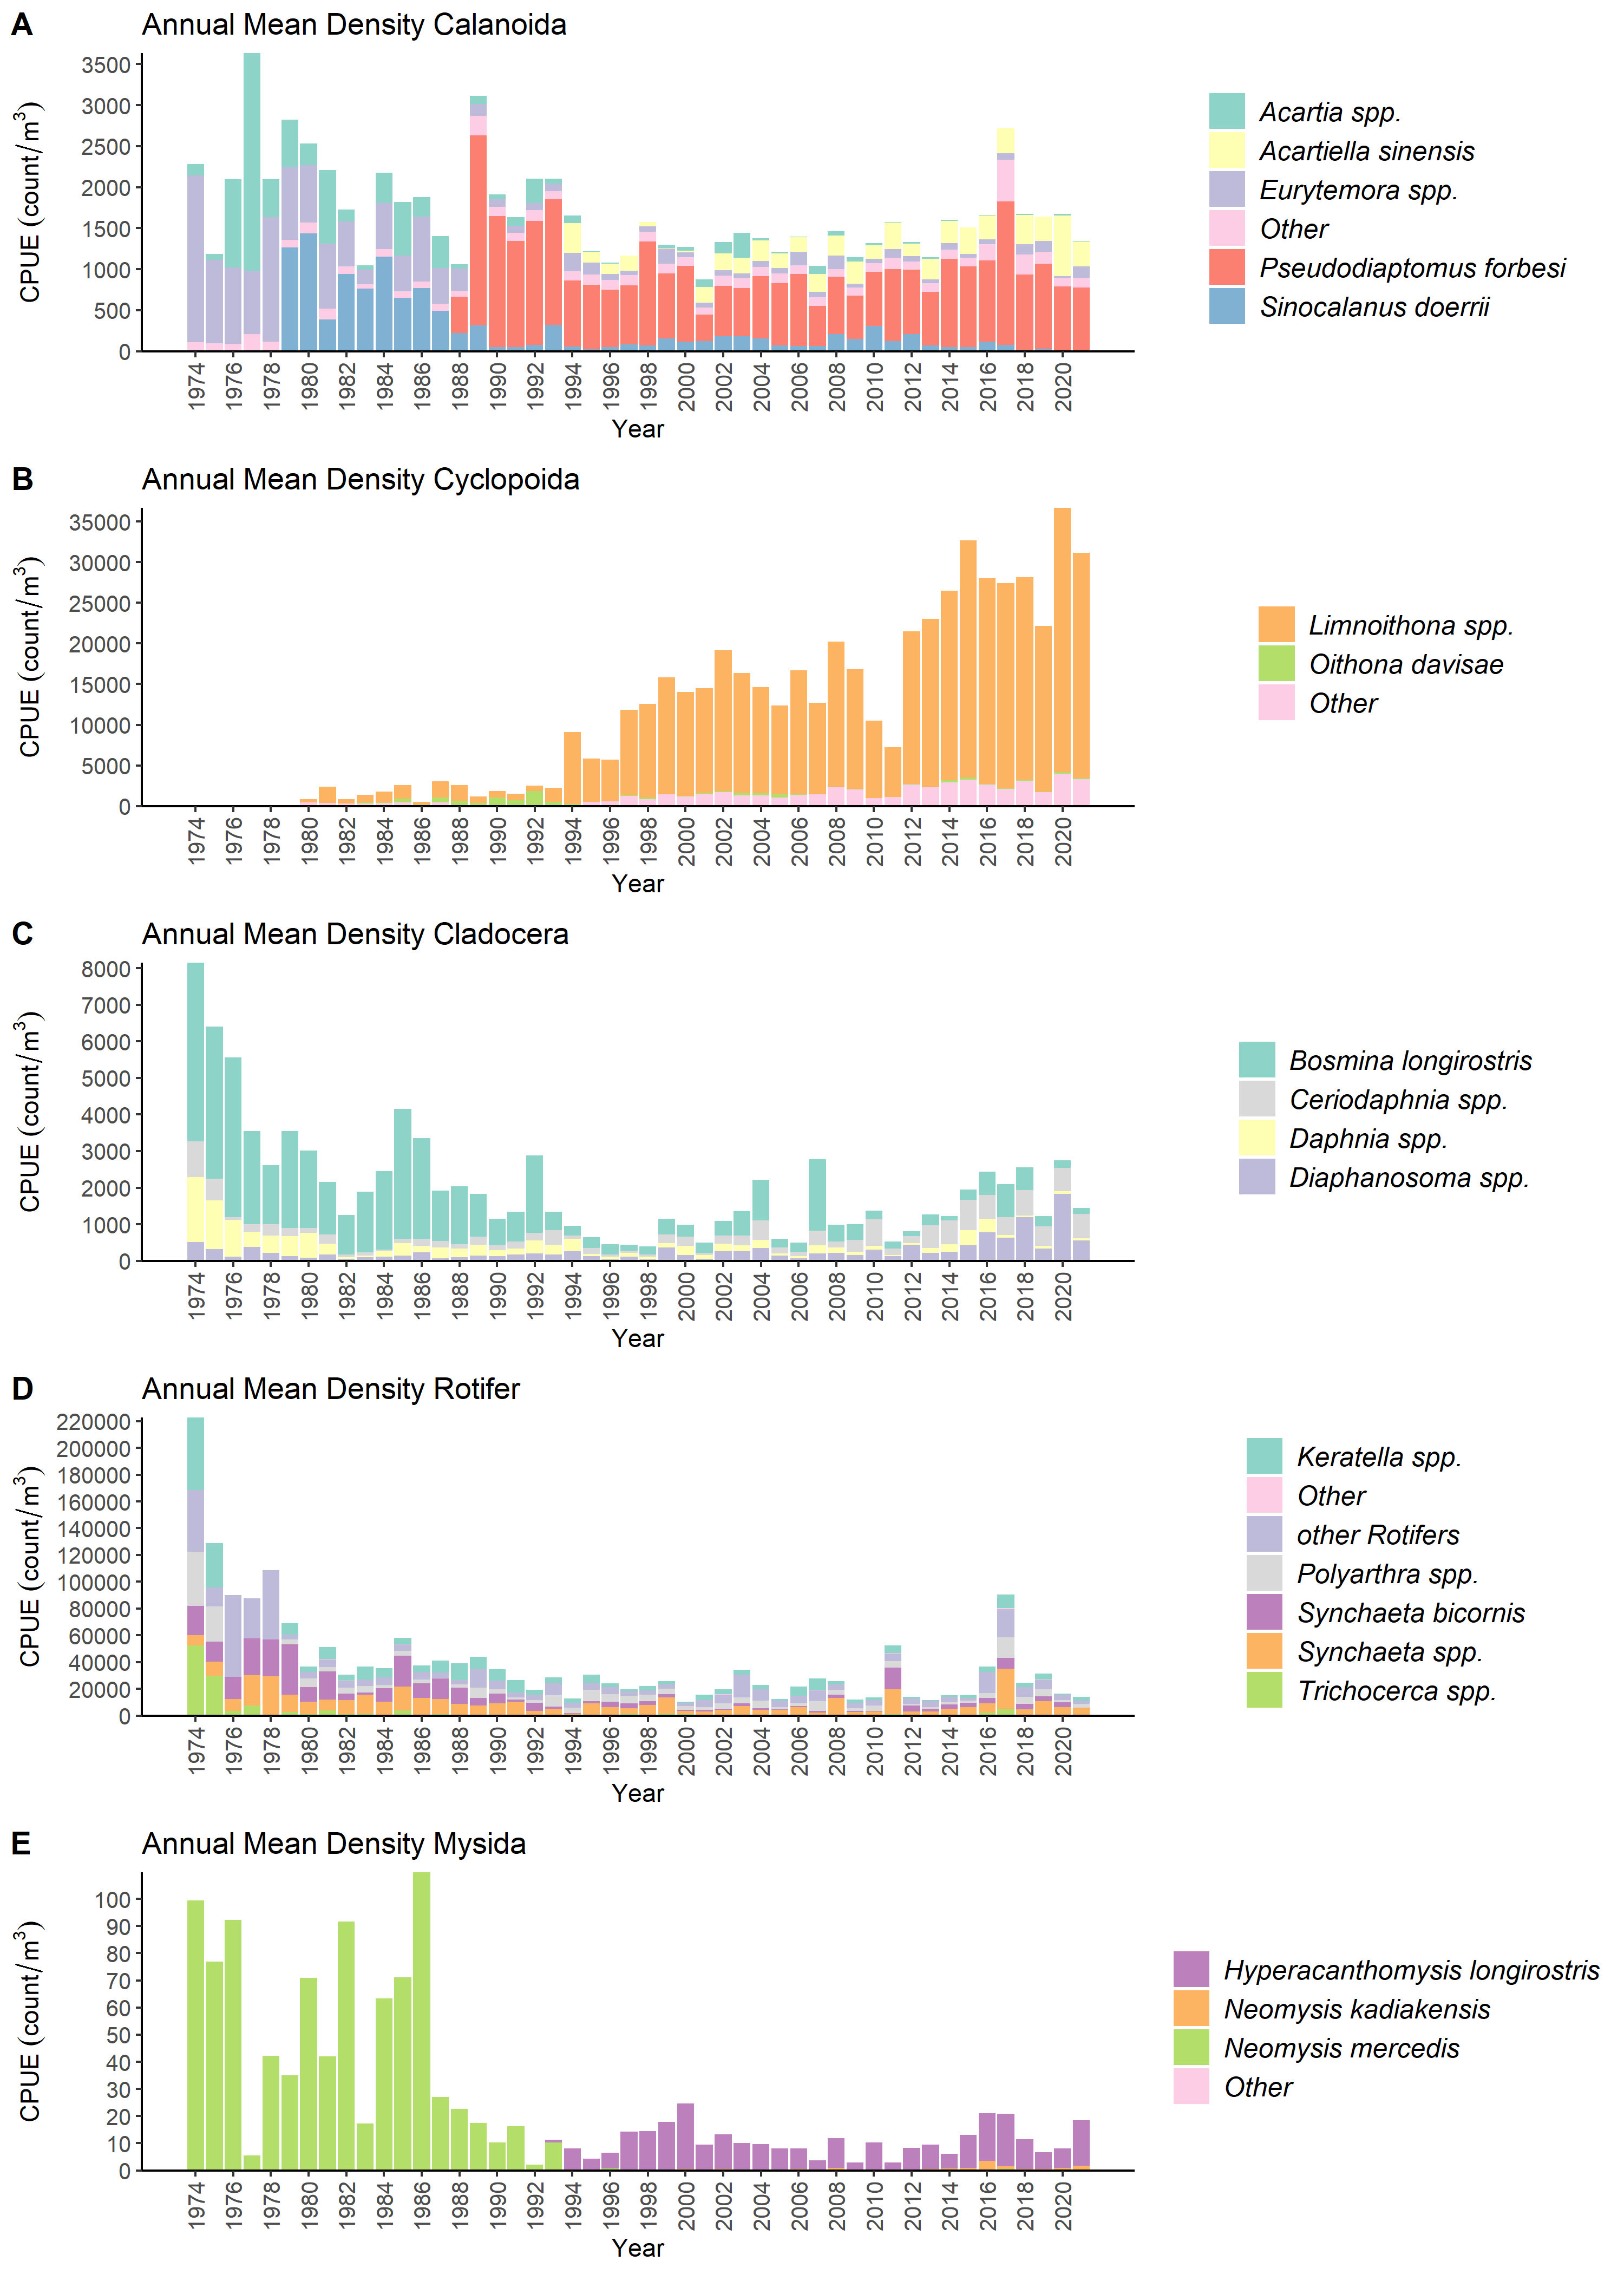 A Annual Mean Density Calanoida
3500
3000
2500
2000
1500
1000
500
0
CPUE (count/m³)
1974 1976 1978 1980 1982 1984 1986 1988 1990 1992 1994 1996 1998 2000 2002 2004 2006 2008 2010 2012 2014 2016 2018 2020
Year
Acartia spp.
Acartiella sinensis
Eurytemora spp.
Other
Pseudodiaptomus forbesi
Sinocalanus doerrii
B Annual Mean Density Cyclopoida
35000
30000
25000
20000
15000
10000
5000
0
CPUE (count/m³)
1974 1976 1978 1980 1982 1984 1986 1988 1990 1992 1994 1996 1998 2000 2002 2004 2006 2008 2010 2012 2014 2016 2018 2020
Year
Limnoithona spp.
Oithona davisae
Other
C Annual Mean Density Cladocera
8000
7000
6000
5000
4000
3000
2000
1000
0
CPUE (count/m³)
1974 1976 1978 1980 1982 1984 1986 1988 1990 1992 1994 1996 1998 2000 2002 2004 2006 2008 2010 2012 2014 2016 2018 2020
Year
Bosmina longirostris
Ceriodaphnia spp.
Daphnia spp.
Diaphanosoma spp.
D Annual Mean Density Rotifer
220000
200000
180000
160000
140000
120000
100000
80000
60000
40000
20000
0
CPUE (count/m³)
1974 1976 1978 1980 1982 1984 1986 1988 1990 1992 1994 1996 1998 2000 2002 2004 2006 2008 2010 2012 2014 2016 2018 2020
Year
Keratella spp.
Other
other Rotifers
Polyarthra spp.
Synchaeta bicornis
Synchaeta spp.
Trichocerca spp.
E Annual Mean Density Mysida
100
90
80
70
60
50
40
30
20
10
0
CPUE (count/m³)
1974 1976 1978 1980 1982 1984 1986 1988 1990 1992 1994 1996 1998 2000 2002 2004 2006 2008 2010 2012 2014 2016 2018 2020
Year
Hyperacanthomysis longirostris
Neomysis kadiakensis
Neomysis mercedis
Other